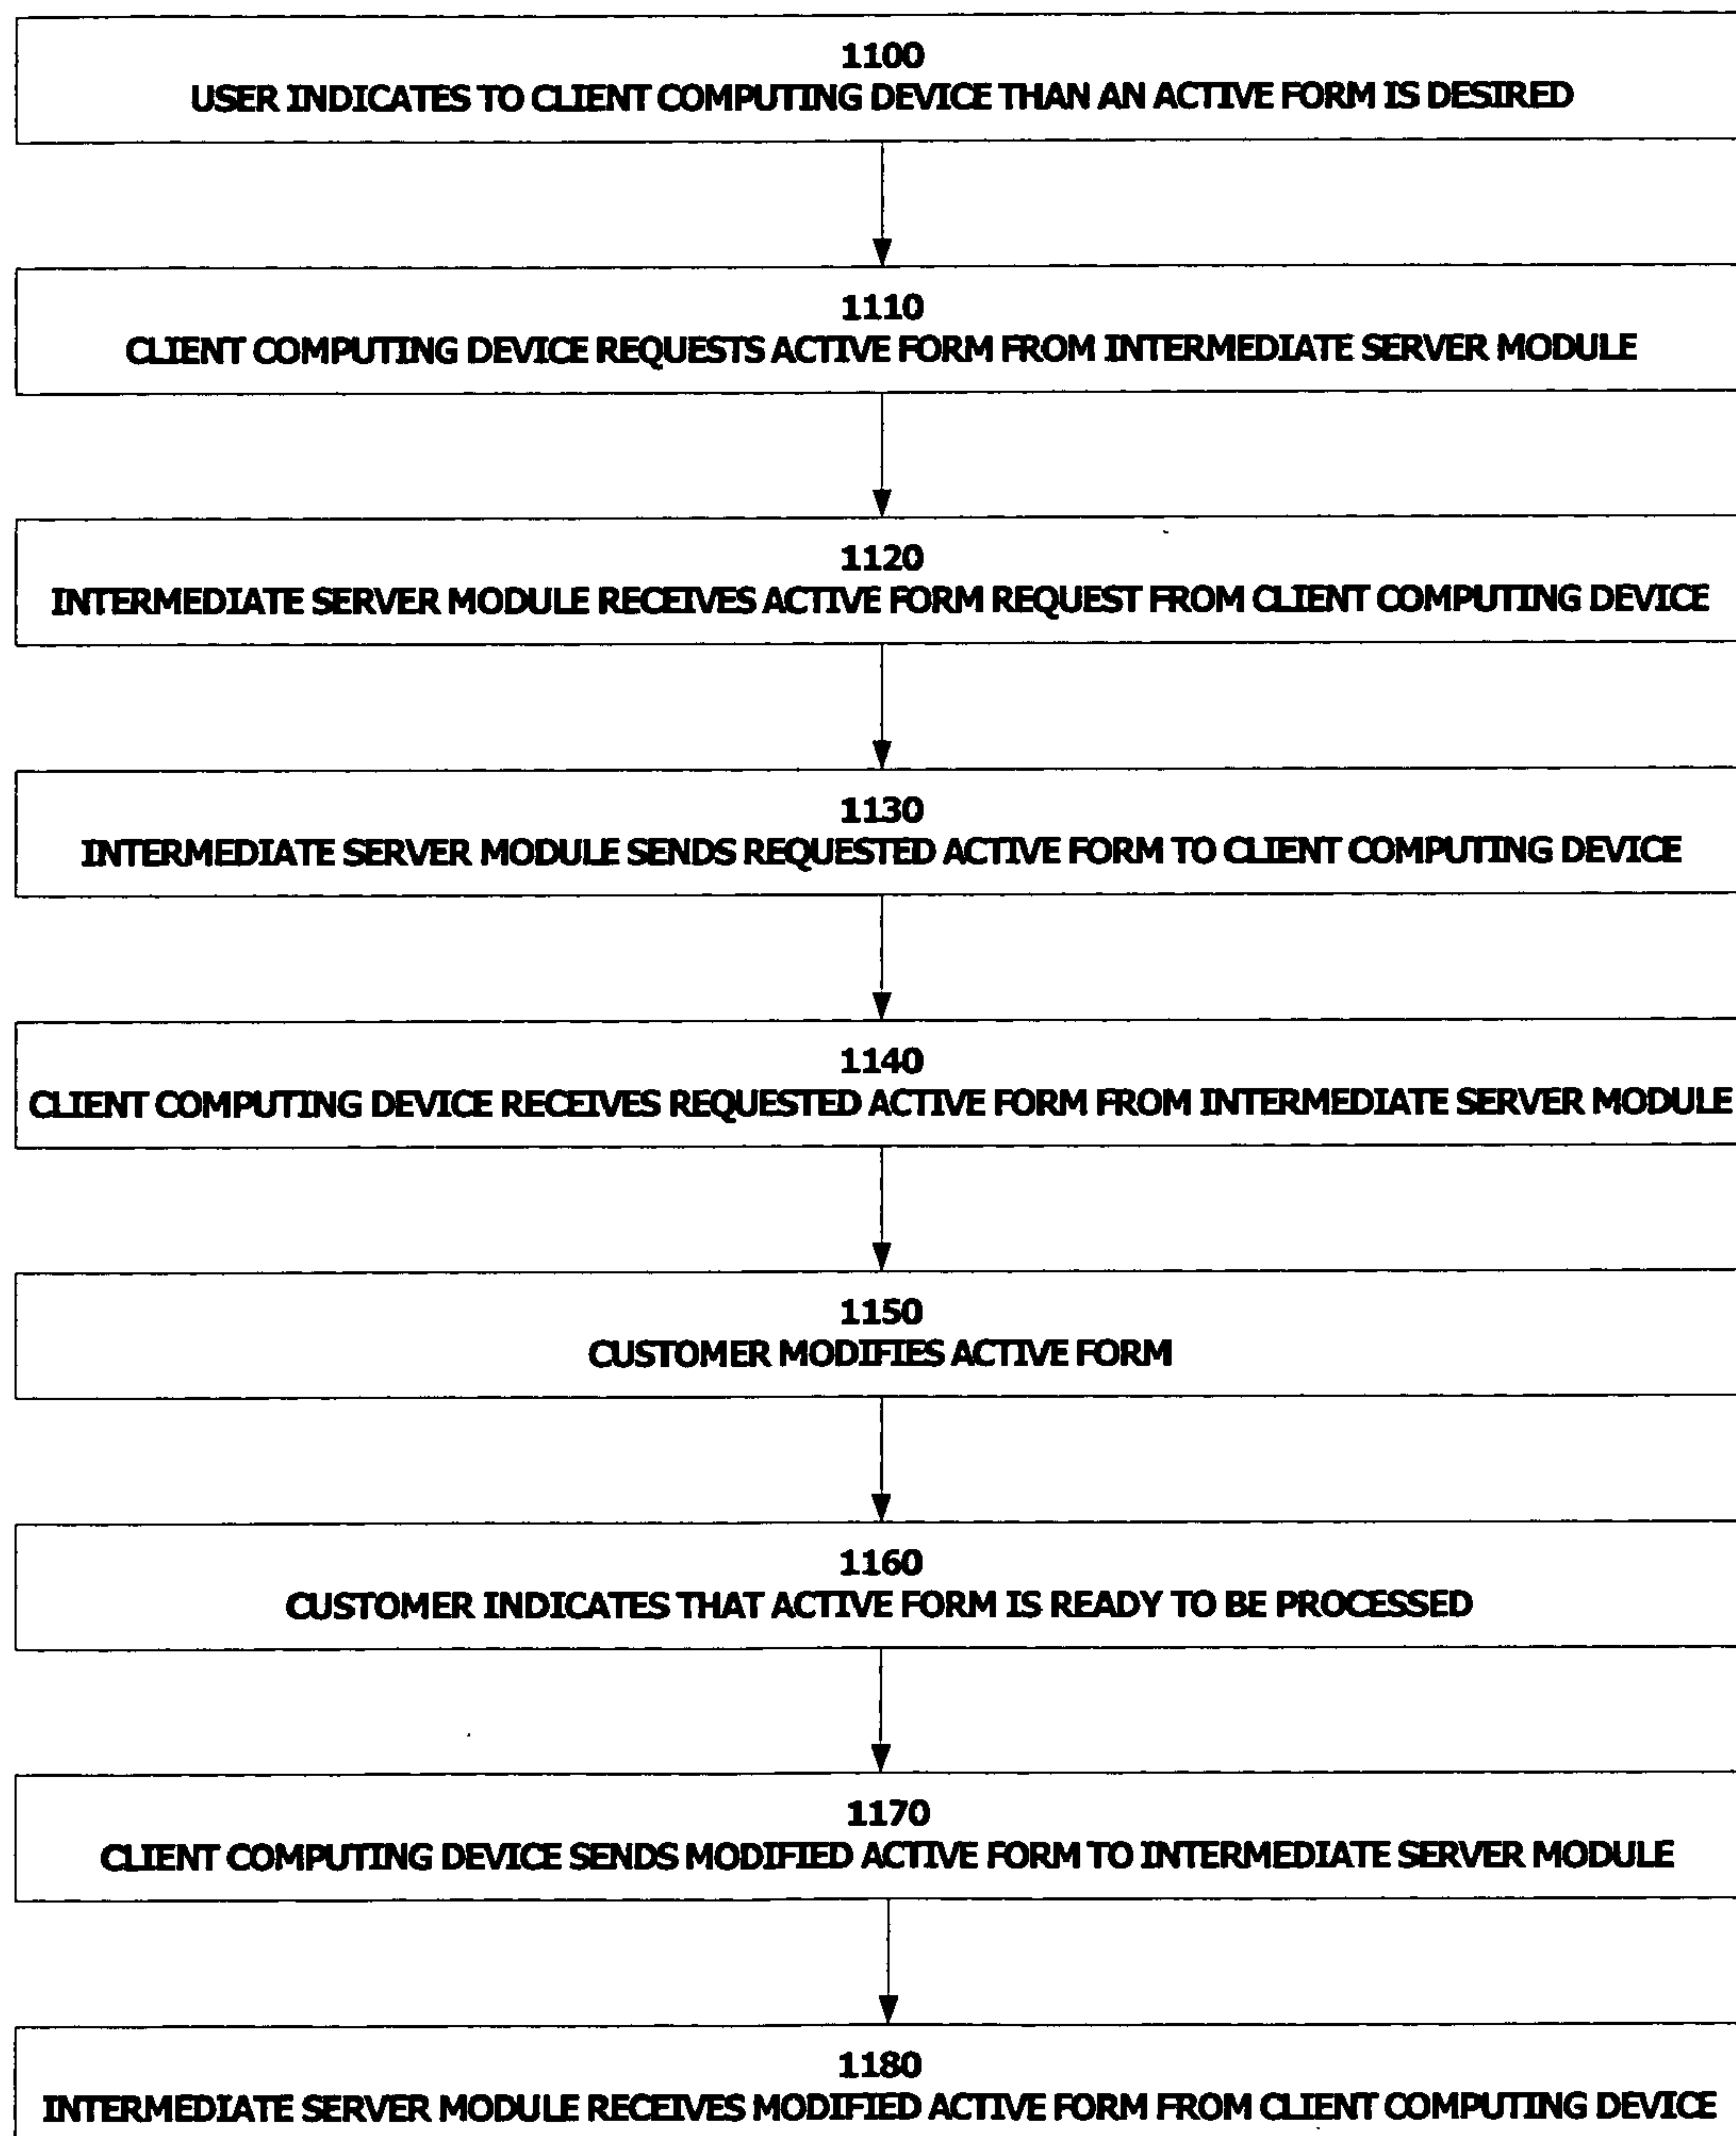 1100
USER INDICATES TO CLIENT COMPUTING DEVICE THAN AN ACTIVE FORM IS DESIRED
1110
CLIENT COMPUTING DEVICE REQUESTS ACTIVE FORM FROM INTERMEDIATE SERVER MODULE
1120
INTERMEDIATE SERVER MODULE RECEIVES ACTIVE FORM REQUEST FROM CLIENT COMPUTING DEVICE
1130
INTERMEDIATE SERVER MODULE SENDS REQUESTED ACTIVE FORM TO CLIENT COMPUTING DEVICE
1140
CLIENT COMPUTING DEVICE RECEIVES REQUESTED ACTIVE FORM FROM INTERMEDIATE SERVER MODULE
1150
CUSTOMER MODIFIES ACTIVE FORM
1160
CUSTOMER INDICATES THAT ACTIVE FORM IS READY TO BE PROCESSED
1170
CLIENT COMPUTING DEVICE SENDS MODIFIED ACTIVE FORM TO INTERMEDIATE SERVER MODULE
1180
INTERMEDIATE SERVER MODULE RECEIVES MODIFIED ACTIVE FORM FROM CLIENT COMPUTING DEVICE